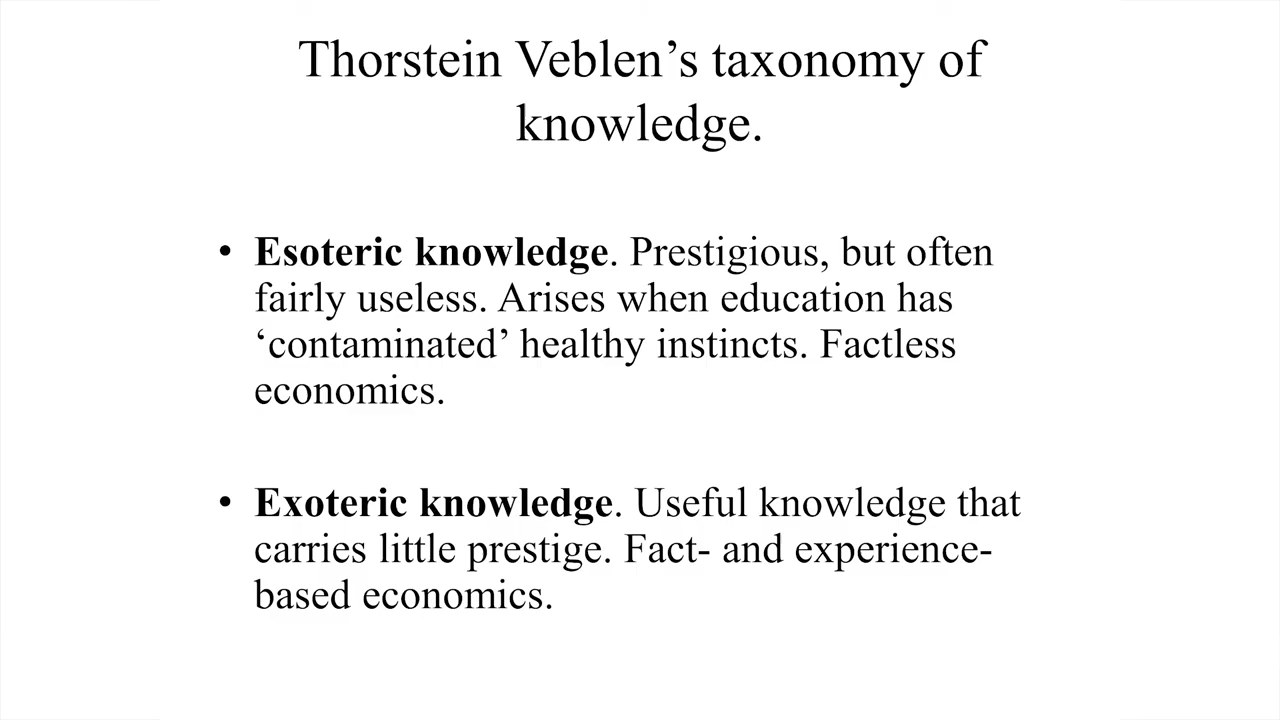 Thorstein Veblen’s taxonomy of
knowledge.
• Esoteric knowledge. Prestigious, but often
fairly useless. Arises when education has
‘contaminated’ healthy instincts. Factless
economics.
• Exoteric knowledge. Useful knowledge that
carries little prestige. Fact- and experience-
based economics.